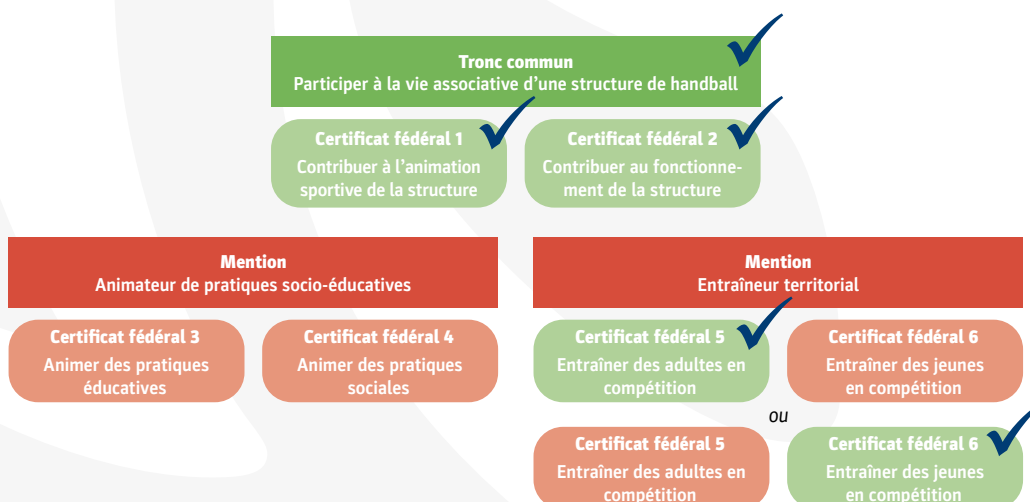 Tronc commun
Participer à la vie associative d’une structure de handball
Certificat fédéral 1
Contribuer à l’animation
sportive de la structure
Certificat fédéral 2
Contribuer au fonctionne-
ment de la structure
Mention
Animateur de pratiques socio-éducatives
Certificat fédéral 3
Animer des pratiques
éducatives
Certificat fédéral 4
Animer des pratiques
sociales
Mention
Entraîneur territorial
Certificat fédéral 5
Entraîner des adultes en
compétition
Certificat fédéral 6
Entraîner des jeunes
en compétition
ou
Certificat fédéral 5
Entraîner des adultes en
compétition
Certificat fédéral 6
Entraîner des jeunes
en compétition